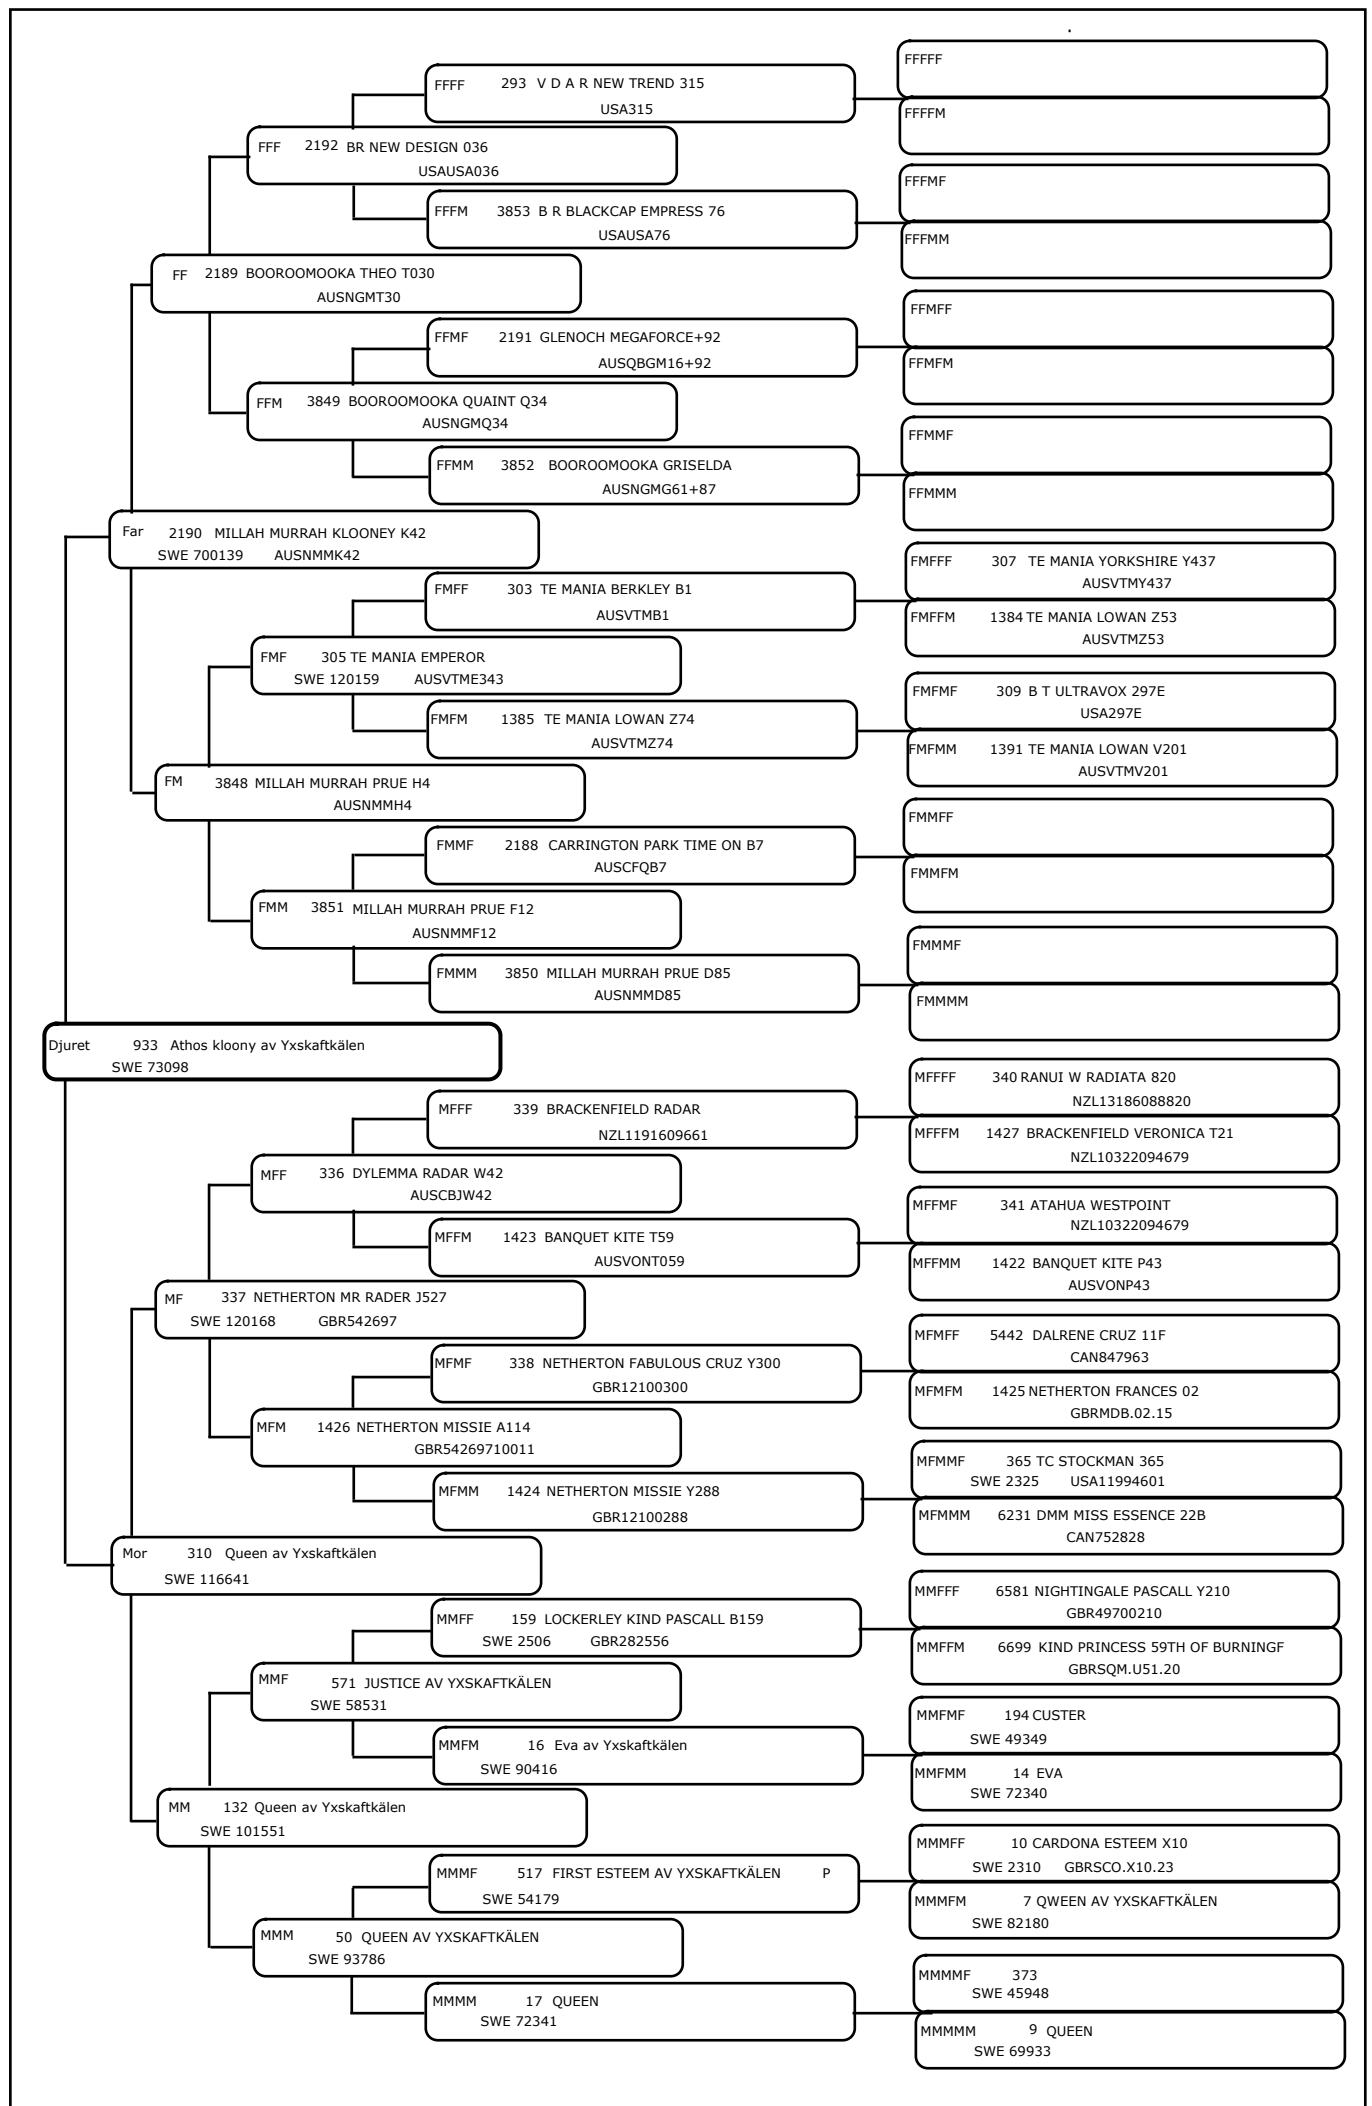 FFFFF
FFFF 293 V D A R NEW TREND 315
USA315
FFFFM
FFF 2192 BR NEW DESIGN 036
USAUSA036
FFFMF
FFFM 3853 B R BLACKCAP EMPRESS 76
USAUSA76
FFFMM
FF 2189 BOOROOMOOKA THEO T030
AUSNGMT30
FFMFF
FFMF 2191 GLENOCH MEGAFORCE+92
AUSQBGM16+92
FFMFM
FFM 3849 BOOROOMOOKA QUAINT Q34
AUSNGMQ34
FFMMF
FFMM 3852 BOOROOMOOKA GRISELDA
AUSNGMG61+87
FFMMM
Far 2190 MILLAH MURRAH KLOONEY K42
SWE 700139 AUSNMMK42
FMFFF 307 TE MANIA YORKSHIRE Y437
AUSVTMY437
FMFF 303 TE MANIA BERKLEY B1
AUSVTMB1
FMFFM 1384 TE MANIA LOWAN Z53
AUSVTMZ53
FMF 305 TE MANIA EMPEROR
SWE 120159 AUSVTME343
FMFMF 309 B T ULTRAVOX 297E
USA297E
FMFM 1385 TE MANIA LOWAN Z74
AUSVTMZ74
FMFMM 1391 TE MANIA LOWAN V201
AUSVTMV201
FM 3848 MILLAH MURRAH PRUE H4
AUSNMMH4
FMMFF
FMMF 2188 CARRINGTON PARK TIME ON B7
AUSCFQB7
FMMFM
FMM 3851 MILLAH MURRAH PRUE F12
AUSNMMF12
FMMMF
FMMM 3850 MILLAH MURRAH PRUE D85
AUSNMMD85
FMMMM
Djuret 933 Athos kloony av Yxskaftkälen
SWE 73098
MFFFF 340 RANUI W RADIATA 820
NZL13186088820
MFFF 339 BRACKENFIELD RADAR
NZL1191609661
MFFFM 1427 BRACKENFIELD VERONICA T21
NZL10322094679
MFF 336 DYLEMMA RADAR W42
AUSCBJW42
MFFMF 341 ATAHUA WESTPOINT
NZL10322094679
MFFM 1423 BANQUET KITE T59
AUSVONT059
MFFMM 1422 BANQUET KITE P43
AUSVONP43
MF 337 NETHERTON MR RADER J527
SWE 120168 GBR542697
MFMFF 5442 DALRENE CRUZ 11F
CAN847963
MFMF 338 NETHERTON FABULOUS CRUZ Y300
GBR12100300
MFMFM 1425 NETHERTON FRANCES 02
GBRMDB.02.15
MFM 1426 NETHERTON MISSIE A114
GBR54269710011
MFMMF 365 TC STOCKMAN 365
SWE 2325 USA11994601
MFMM 1424 NETHERTON MISSIE Y288
GBR12100288
MFMMM 6231 DMM MISS ESSENCE 22B
CAN752828
Mor 310 Queen av Yxskaftkälen
SWE 116641
MMFFF 6581 NIGHTINGALE PASCALL Y210
GBR49700210
MMFF 159 LOCKERLEY KIND PASCALL B159
SWE 2506 GBR282556
MMFFM 6699 KIND PRINCESS 59TH OF BURNINGF
GBRSQM.U51.20
MMF 571 JUSTICE AV YXSKAFTKÄLEN
SWE 58531
MMFMF 194 CUSTER
SWE 49349
MMFM 16 Eva av Yxskaftkälen
SWE 90416
MMFMM 14 EVA
SWE 72340
MM 132 Queen av Yxskaftkälen
SWE 101551
MMMFF 10 CARDONA ESTEEM X10
SWE 2310 GBRSCO.X10.23
MMMF 517 FIRST ESTEEM AV YXSKAFTKÄLEN P
SWE 54179
MMMFM 7 QWEEN AV YXSKAFTKÄLEN
SWE 82180
MMM 50 QUEEN AV YXSKAFTKÄLEN
SWE 93786
MMMMF 373
SWE 45948
MMMM 17 QUEEN
SWE 72341
MMMMM 9 QUEEN
SWE 69933